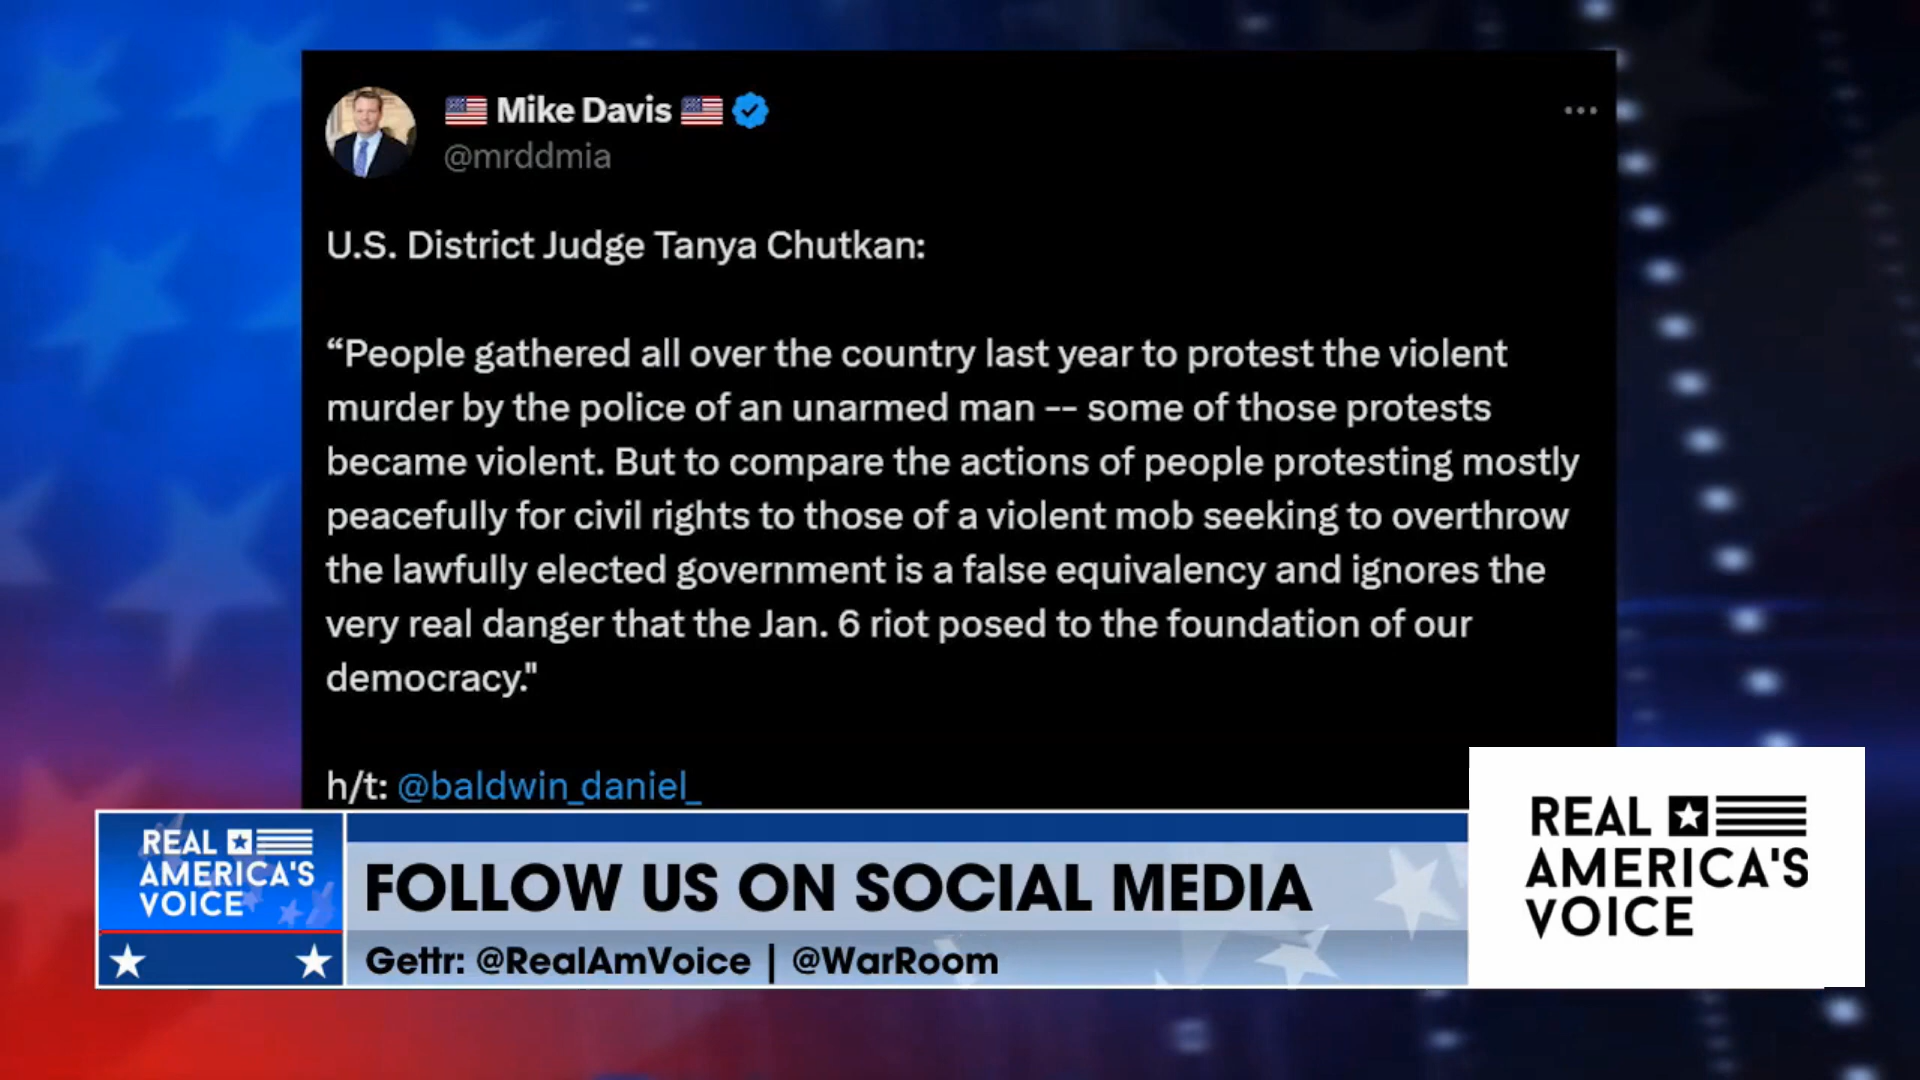 🇺🇸 Mike Davis 🇺🇸
@mrddmia
U.S. District Judge Tanya Chutkan:
“People gathered all over the country last year to protest the violent
murder by the police of an unarmed man -- some of those protests
became violent. But to compare the actions of people protesting mostly
peacefully for civil rights to those of a violent mob seeking to overthrow
the lawfully elected government is a false equivalency and ignores the
very real danger that the Jan. 6 riot posed to the foundation of our
democracy."
h/t: @baldwin_daniel_
REAL
AMERICA'S
VOICE
FOLLOW US ON SOCIAL MEDIA
Gettr: @RealAmVoice | @WarRoom
REAL
AMERICA'S
VOICE